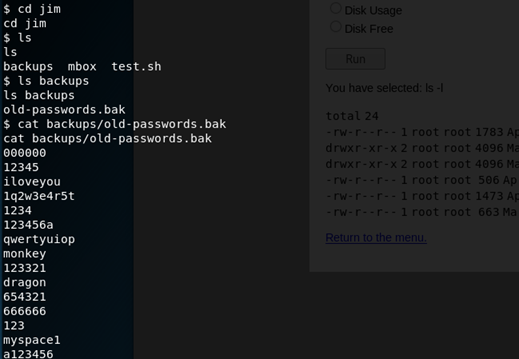 $ cd jim
cd jim
$ ls
ls
backups  mbox  test.sh
$ ls backups
ls backups
old-passwords.bak
$ cat backups/old-passwords.bak
cat backups/old-passwords.bak
000000
12345
iloveyou
1q2w3e4r5t
1234
123456a
qwertyuiop
monkey
123321
dragon
654321
666666
123
myspace1
a123456
Disk Usage
Disk Free
Run
You have selected: ls -l
total 24
-rw-r--r-- 1 root root 1783 Ap
drwxr-xr-x 2 root root 4096 Ma
drwxr-xr-x 2 root root 4096 Ma
-rw-r--r-- 1 root root  506 Ap
-rw-r--r-- 1 root root 1473 Ap
-rw-r--r-- 1 root root  663 Ma
Return to the menu.